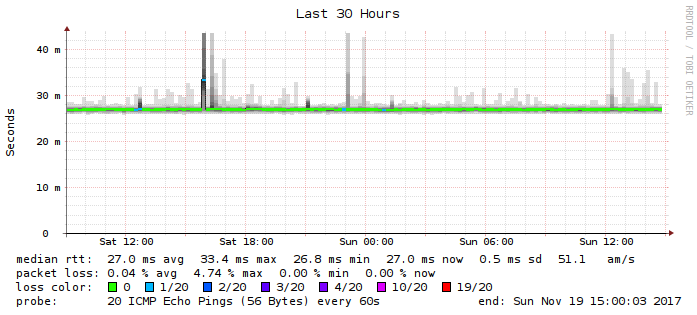 Last 30 Hours
RRDTOOL / TOBI OETIKER
Seconds
40 m
30 m
20 m
10 m
0
Sat 12:00 Sat 18:00 Sun 00:00 Sun 06:00 Sun 12:00
median rtt: 27.0 ms avg 33.4 ms max 26.8 ms min 27.0 ms now 0.5 ms sd 51.1 am/s
packet loss: 0.04 % avg 4.74 % max 0.00 % min 0.00 % now
loss color: 0 1/20 2/20 3/20 4/20 10/20 19/20
probe: 20 ICMP Echo Pings (56 Bytes) every 60s end: Sun Nov 19 15:00:03 2017